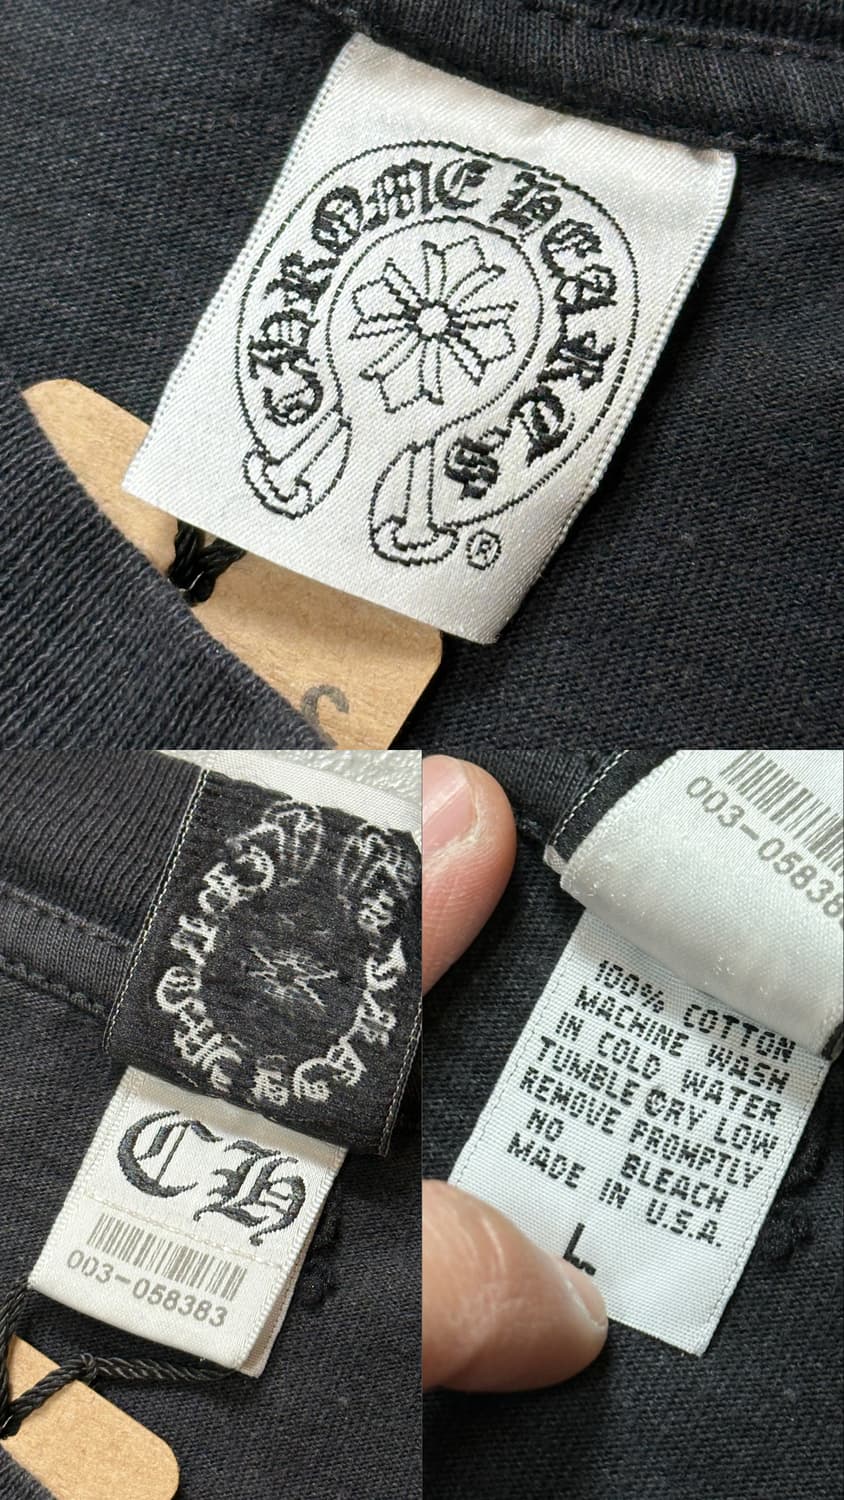 CHROME HEARTS
®
C
CH
003-058383
003-05838
100% COTTON
MACHINE WASH
IN COLD WATER
TUMBLE DRY LOW
REMOVE PROMPTLY
NO BLEACH
MADE IN U.S.A.
L